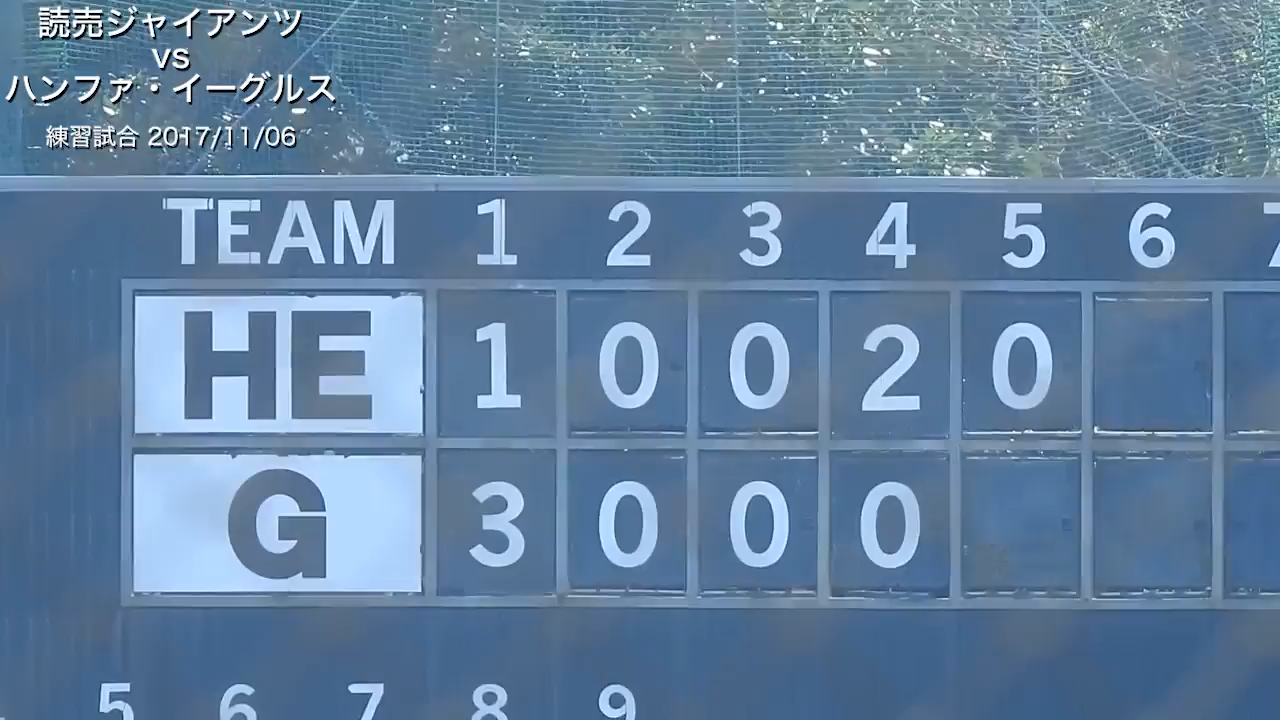 読売ジャイアンツ
vs
ハンファ・イーグルス
練習試合 2017/11/06
TEAM 1 2 3 4 5 6 7
HE 1 0 0 2 0
G 3 0 0 0
5 6 7 8 9